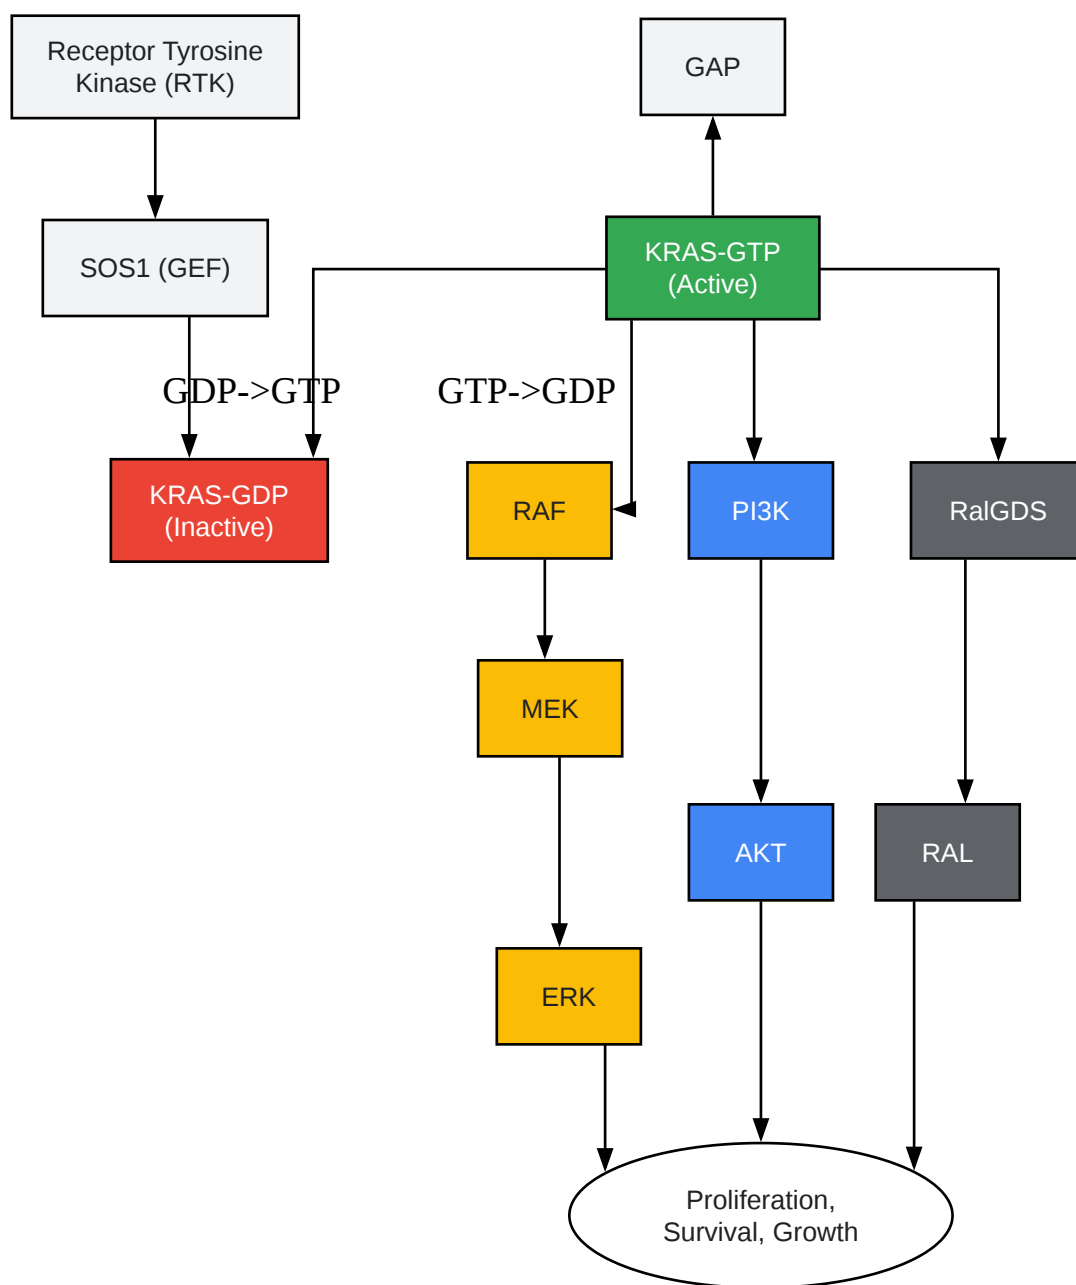 Receptor Tyrosine
Kinase (RTK)
GAP
SOS1 (GEF)
KRAS-GTP
(Active)
GDP->GTP
GTP->GDP
KRAS-GDP
(Inactive)
RAF
PI3K
RalGDS
MEK
AKT
RAL
ERK
Proliferation,
Survival, Growth